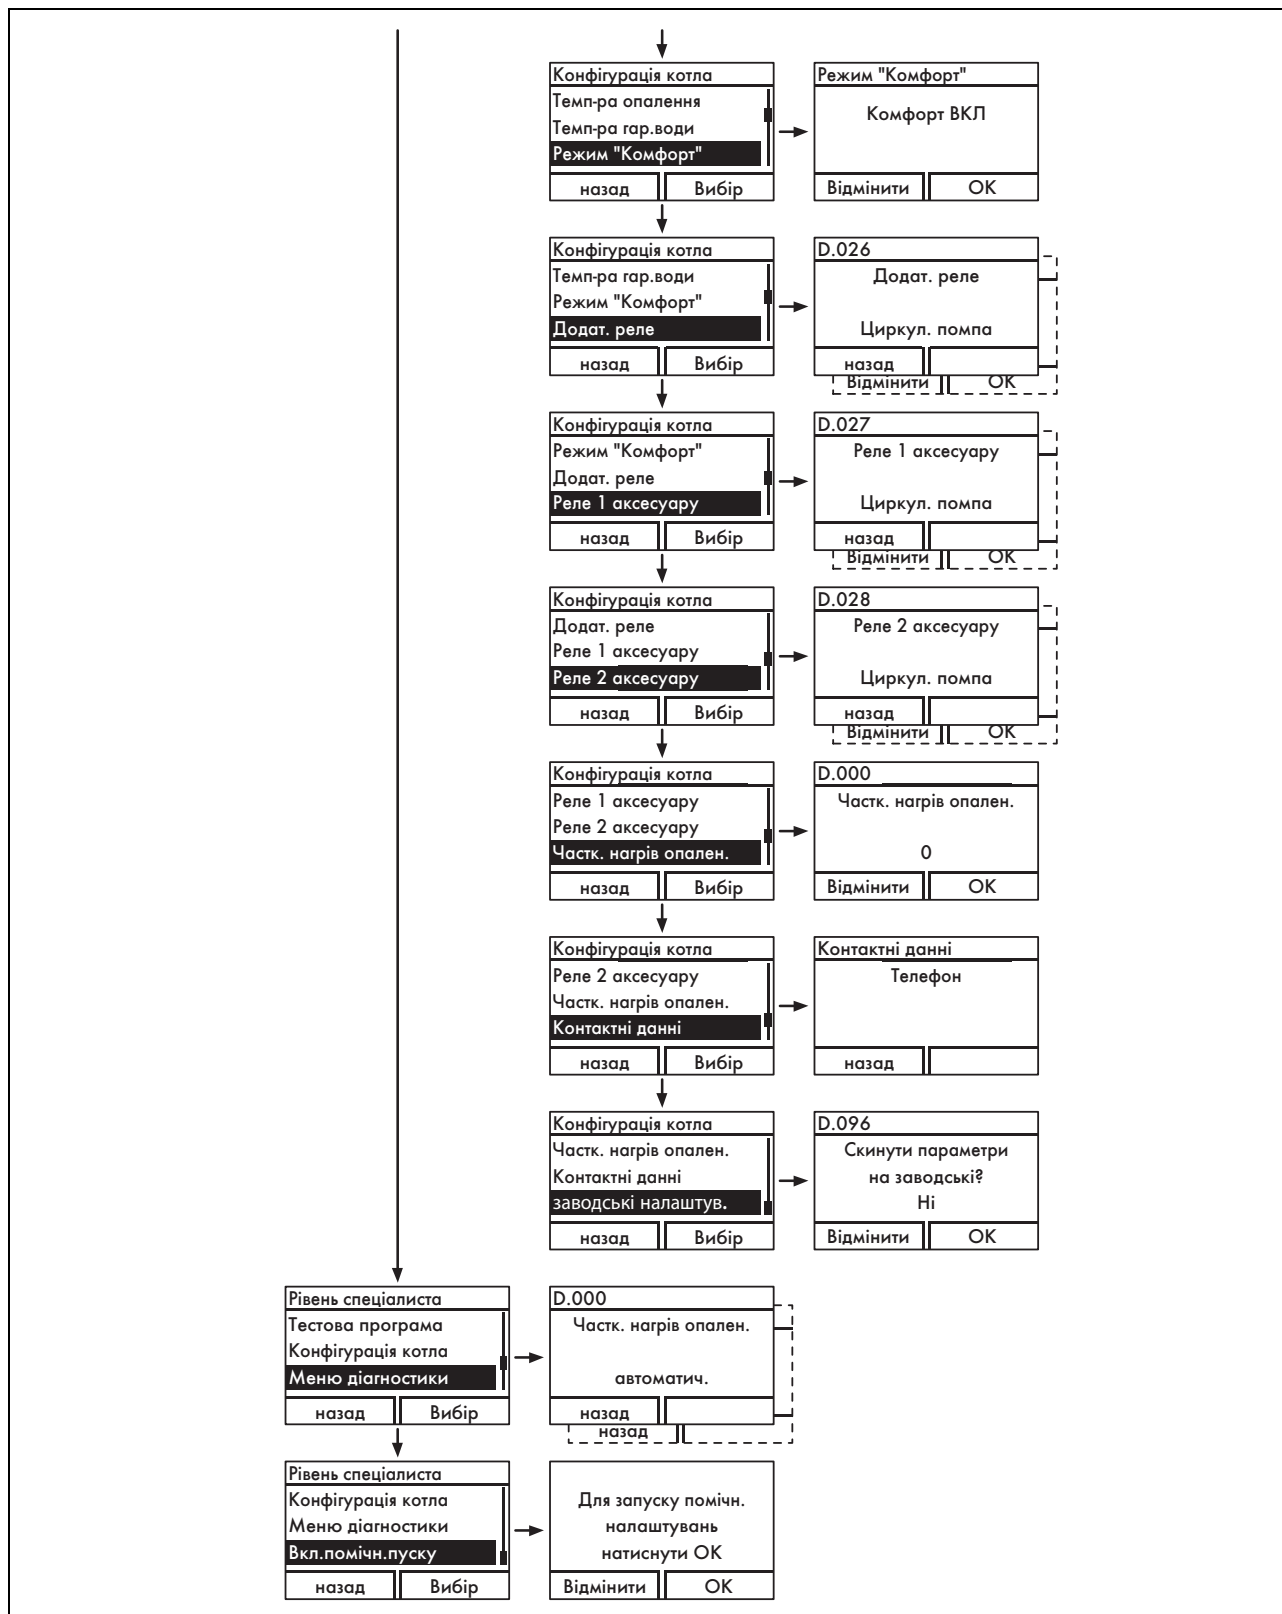 Конфігурація котла
Темп-ра опалення
Темп-ра гар.води
Режим "Комфорт"
назад Вибір
Режим "Комфорт"
Комфорт ВКЛ
Відмінити ОК
Конфігурація котла
Темп-ра гар.води
Режим "Комфорт"
Додат. реле
назад Вибір
D.026
Додат. реле
Циркул. помпа
назад
Відмінити ОК
Конфігурація котла
Режим "Комфорт"
Додат. реле
Реле 1 аксесуару
назад Вибір
D.027
Реле 1 аксесуару
Циркул. помпа
назад
Відмінити ОК
Конфігурація котла
Додат. реле
Реле 1 аксесуару
Реле 2 аксесуару
назад Вибір
D.028
Реле 2 аксесуару
Циркул. помпа
назад
Відмінити ОК
Конфігурація котла
Реле 1 аксесуару
Реле 2 аксесуару
Частк. нагрів опален.
назад Вибір
D.000
Частк. нагрів опален.
0
Відмінити ОК
Конфігурація котла
Реле 2 аксесуару
Частк. нагрів опален.
Контактні данні
назад Вибір
Контактні данні
Телефон
назад
Конфігурація котла
Частк. нагрів опален.
Контактні данні
заводські налаштув.
назад Вибір
D.096
Скинути параметри
на заводські?
Ні
Відмінити ОК
Рівень спеціалиста
Тестова програма
Конфігурація котла
Меню діагностики
назад Вибір
D.000
Частк. нагрів опален.
автоматич.
назад
назад
Рівень спеціалиста
Конфігурація котла
Меню діагностики
Вкл.помічн.пуску
назад Вибір
Для запуску помічн.
налаштувань
натиснути ОК
Відмінити ОК